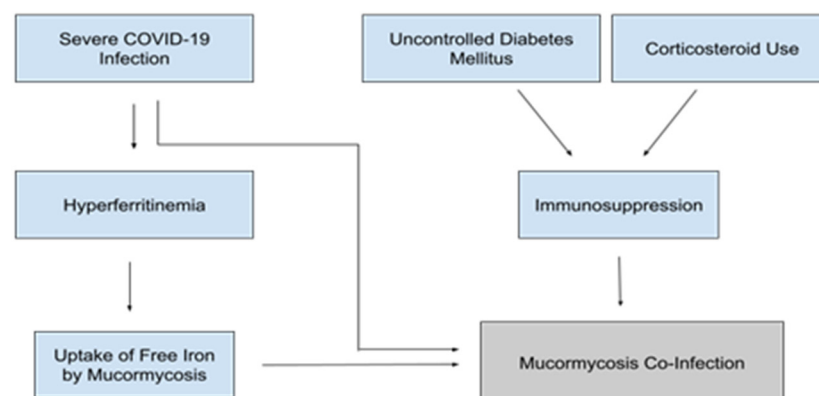 Severe COVID-19
Infection
Uncontrolled Diabetes
Mellitus
Corticosteroid Use
Hyperferritinemia
Immunosuppression
Uptake of Free Iron
by Mucormycosis
Mucormycosis Co-Infection